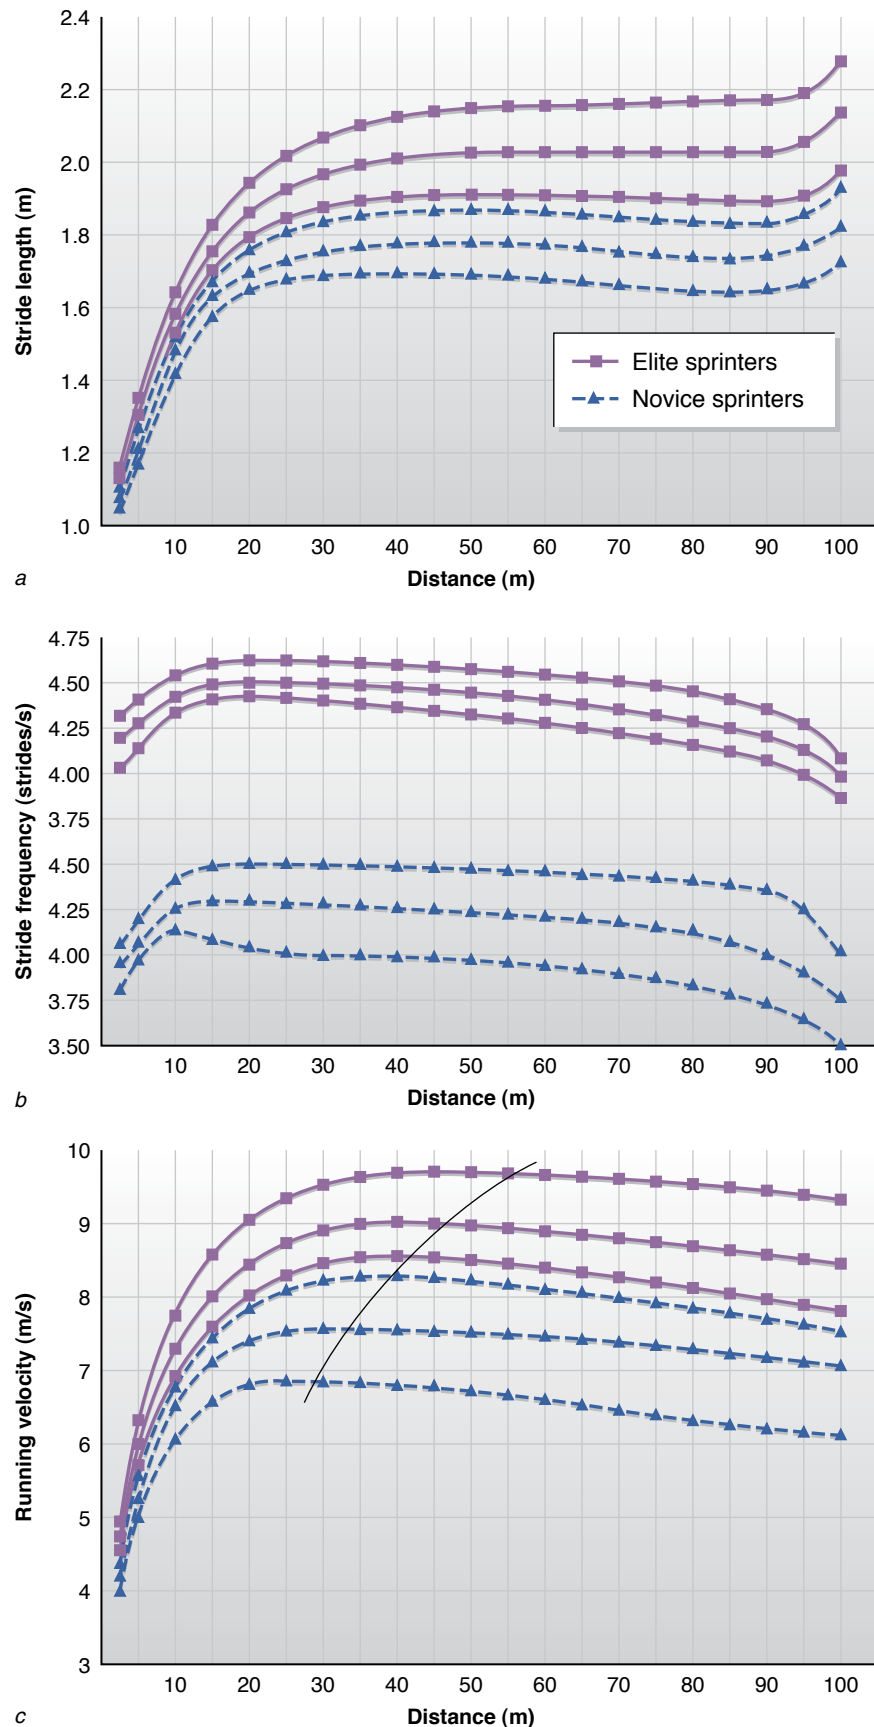 2.4
2.2
2.0
1.8
1.6
1.4
1.2
1.0
Stride length (m)
Elite sprinters
Novice sprinters
10 20 30 40 50 60 70 80 90 100
Distance (m)
a
4.75
4.50
4.25
4.00
3.75
4.50
4.25
4.00
3.75
3.50
Stride frequency (strides/s)
10 20 30 40 50 60 70 80 90 100
Distance (m)
b
10
9
8
7
6
5
4
3
Running velocity (m/s)
10 20 30 40 50 60 70 80 90 100
Distance (m)
c